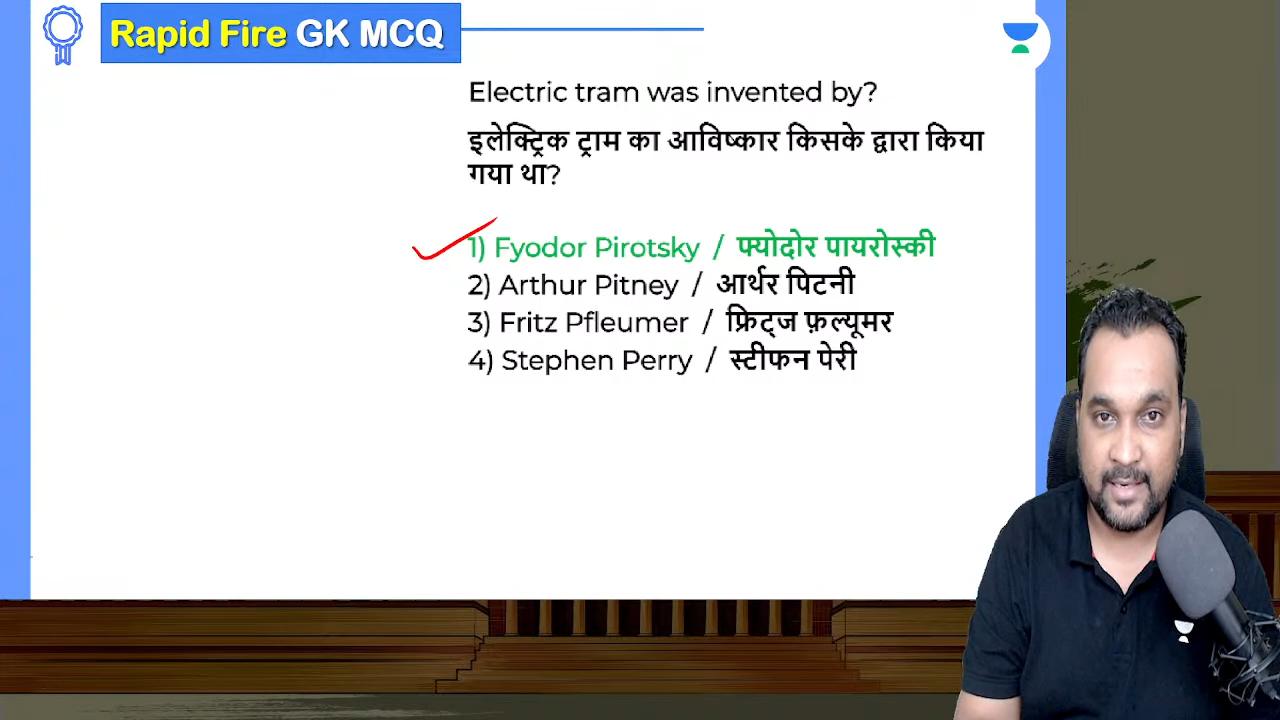 Rapid Fire GK MCQ
Electric tram was invented by?
इलेक्ट्रिक ट्राम का आविष्कार किसके द्वारा किया
गया था?
1) Fyodor Pirotsky / फ्योदोर पायरोस्की
2) Arthur Pitney / आर्थर पिटनी
3) Fritz Pfleumer / फ्रिट्ज फ़ल्यूमर
4) Stephen Perry / स्टीफन पेरी